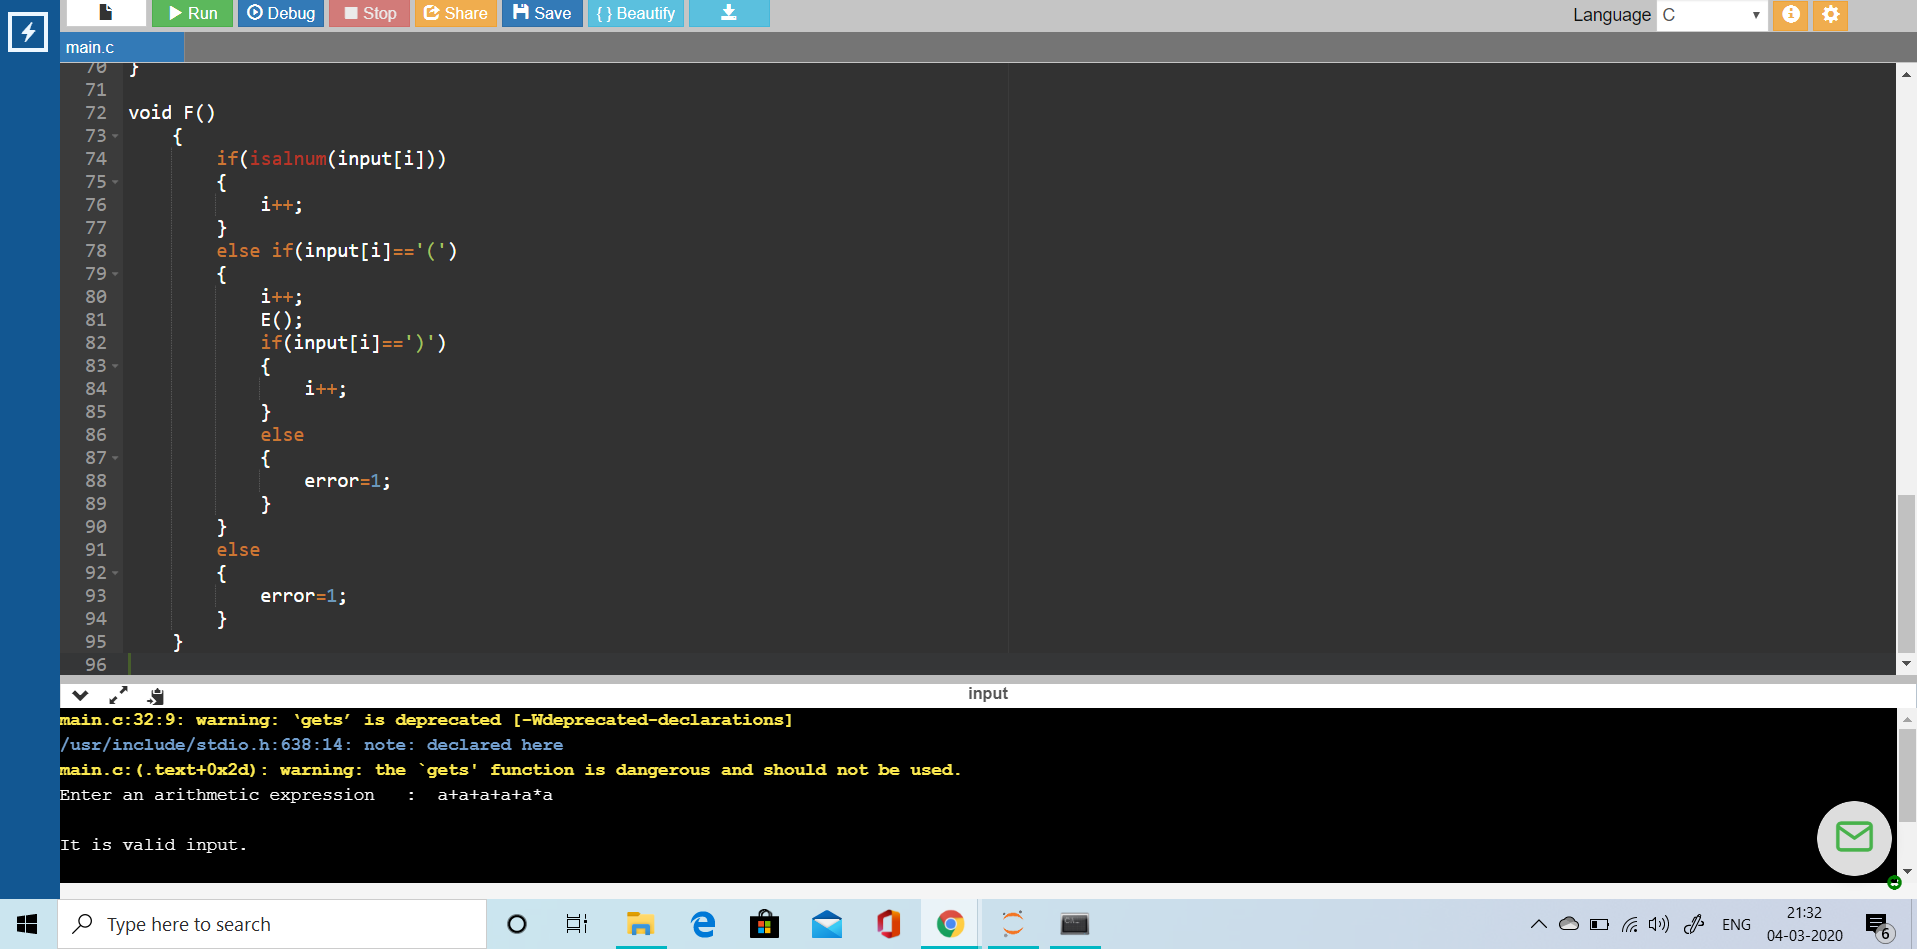 Run Debug Stop Share Save {} Beautify Language C
main.c
70 }
71
72 void F()
73 {
74 if(isalnum(input[i]))
75 {
76 i++;
77 }
78 else if(input[i]=='(')
79 {
80 i++;
81 E();
82 if(input[i]==')')
83 {
84 i++;
85 }
86 else
87 {
88 error=1;
89 }
90 }
91 else
92 {
93 error=1;
94 }
95 }
96
input
main.c:32:9: warning: ‘gets’ is deprecated [-Wdeprecated-declarations]
/usr/include/stdio.h:638:14: note: declared here
main.c:(.text+0x2d): warning: the `gets' function is dangerous and should not be used.
Enter an arithmetic expression : a+a+a+a+a*a
It is valid input.
Type here to search
ENG
21:32
04-03-2020
6